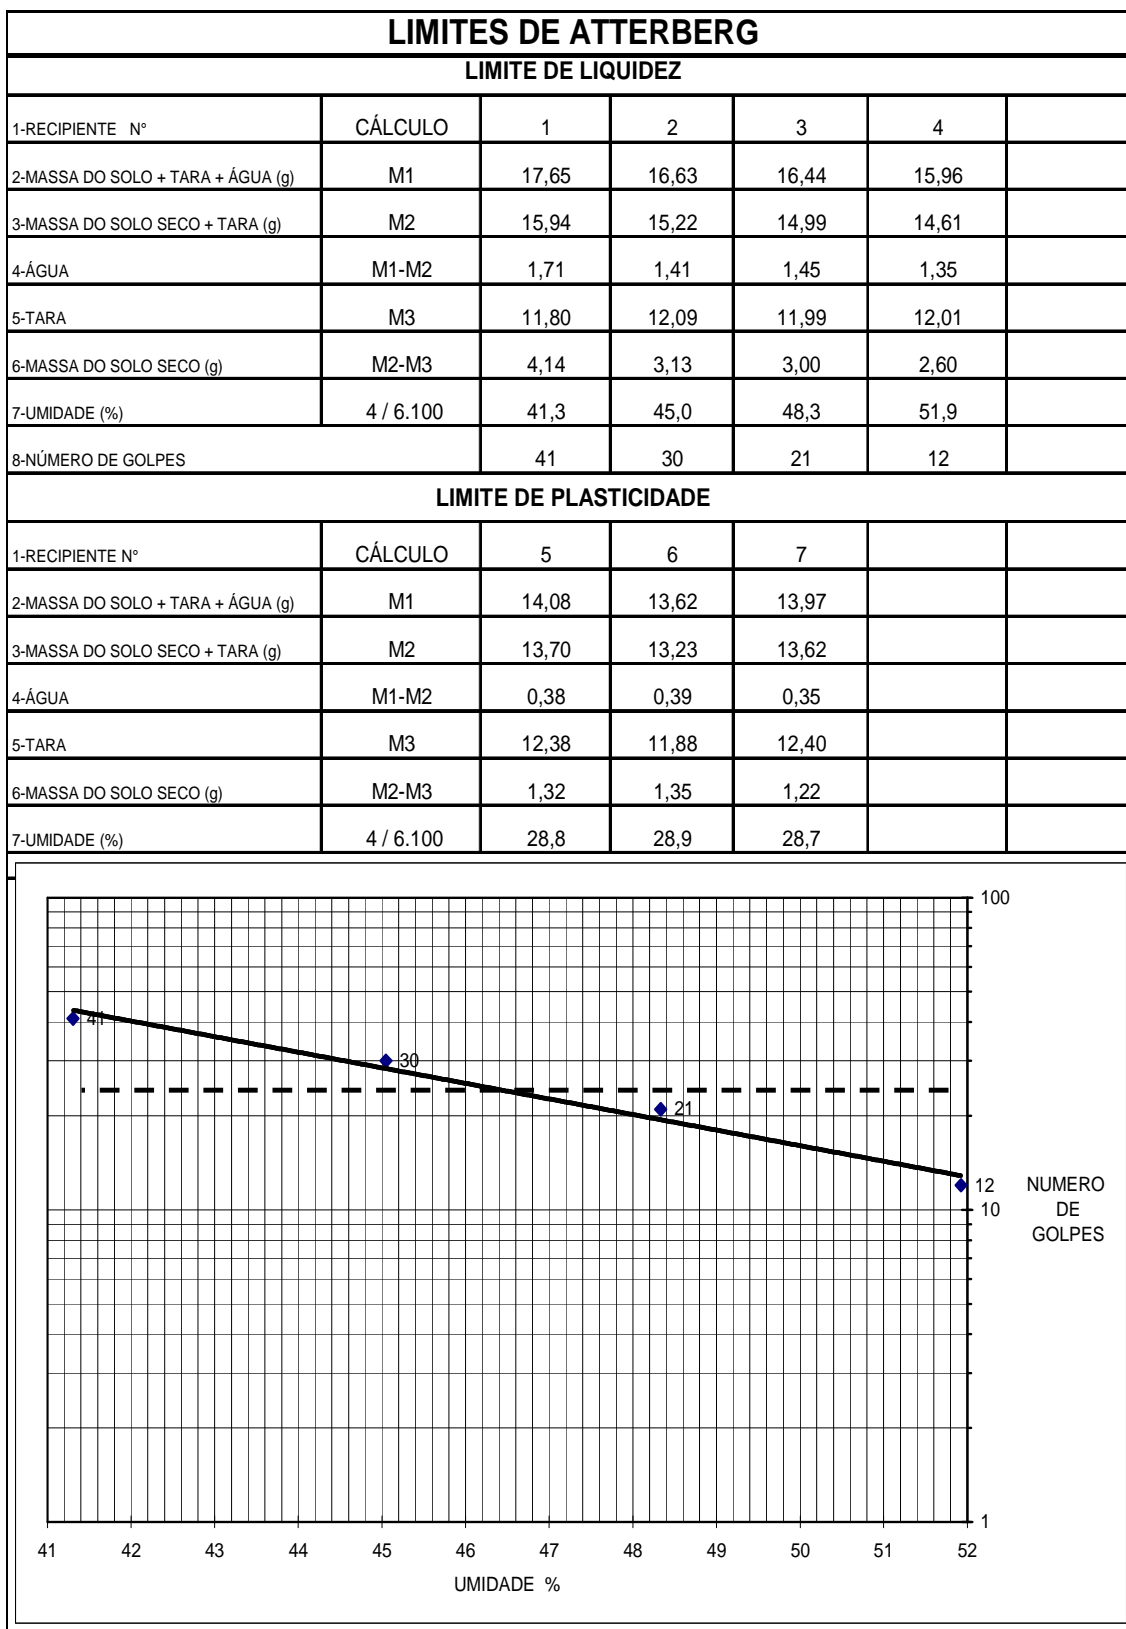 LIMITES DE ATTERBERG
LIMITE DE LIQUIDEZ
1-RECIPIENTE N° CÁLCULO 1 2 3 4
2-MASSA DO SOLO + TARA + ÁGUA (g) M1 17,65 16,63 16,44 15,96
3-MASSA DO SOLO SECO + TARA (g) M2 15,94 15,22 14,99 14,61
4-ÁGUA M1-M2 1,71 1,41 1,45 1,35
5-TARA M3 11,80 12,09 11,99 12,01
6-MASSA DO SOLO SECO (g) M2-M3 4,14 3,13 3,00 2,60
7-UMIDADE (%) 4 / 6.100 41,3 45,0 48,3 51,9
8-NÚMERO DE GOLPES 41 30 21 12
LIMITE DE PLASTICIDADE
1-RECIPIENTE N° CÁLCULO 5 6 7
2-MASSA DO SOLO + TARA + ÁGUA (g) M1 14,08 13,62 13,97
3-MASSA DO SOLO SECO + TARA (g) M2 13,70 13,23 13,62
4-ÁGUA M1-M2 0,38 0,39 0,35
5-TARA M3 12,38 11,88 12,40
6-MASSA DO SOLO SECO (g) M2-M3 1,32 1,35 1,22
7-UMIDADE (%) 4 / 6.100 28,8 28,9 28,7
100
41
30
21
12
10
NUMERO
DE
GOLPES
1
41 42 43 44 45 46 47 48 49 50 51 52
UMIDADE %